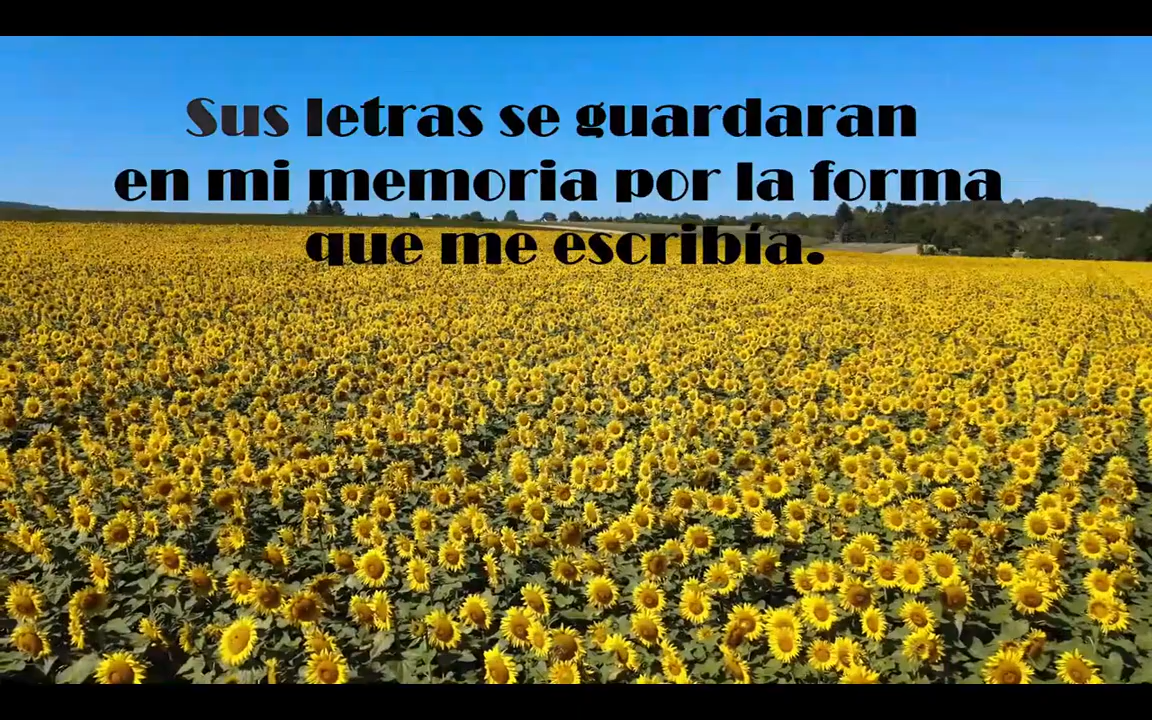 Sus letras se guardaran
en mi memoria por la forma
que me escribía.